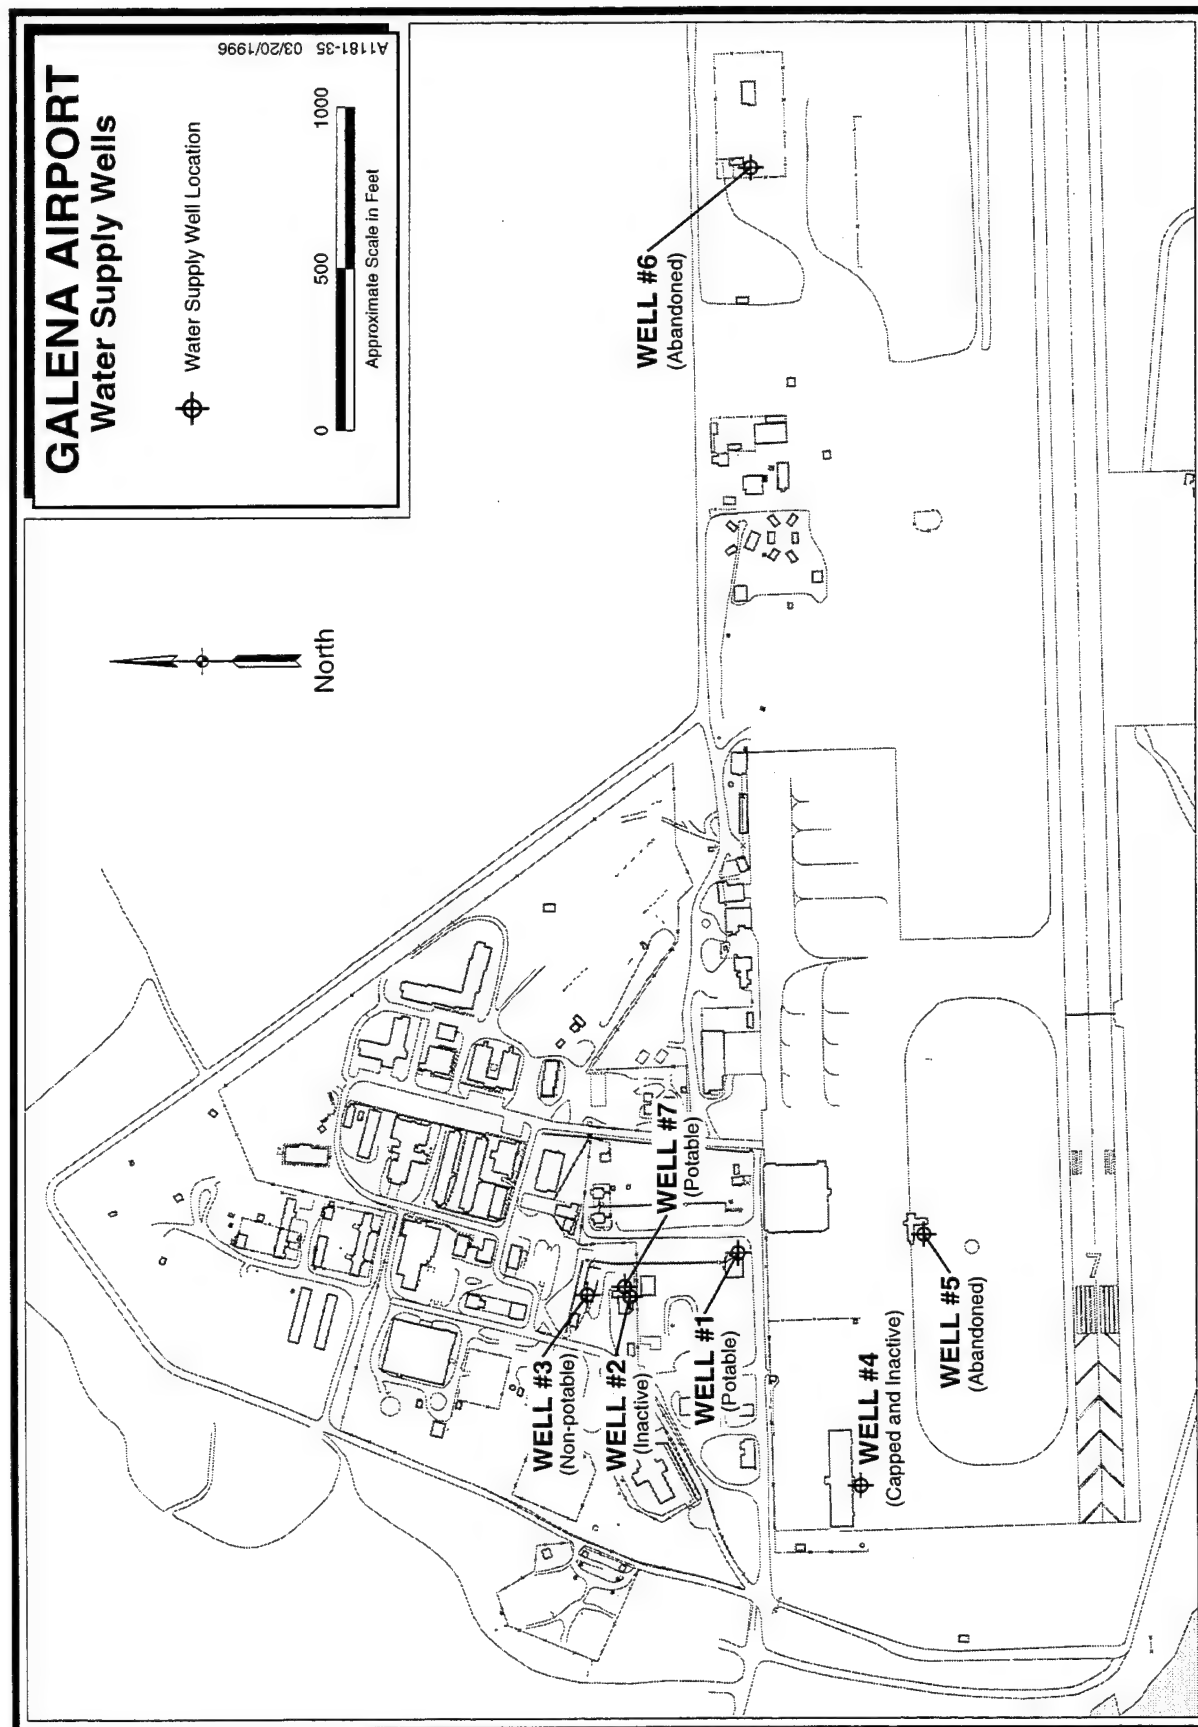 GALENA AIRPORT
Water Supply Wells
Water Supply Well Location
0 500 1000
Approximate Scale in Feet
A1181-35 03/20/1996
North
WELL #3
(Non-potable)
WELL #2
(Inactive)
WELL #7
(Potable)
WELL #1
(Potable)
WELL #4
(Capped and Inactive)
WELL #5
(Abandoned)
WELL #6
(Abandoned)
7